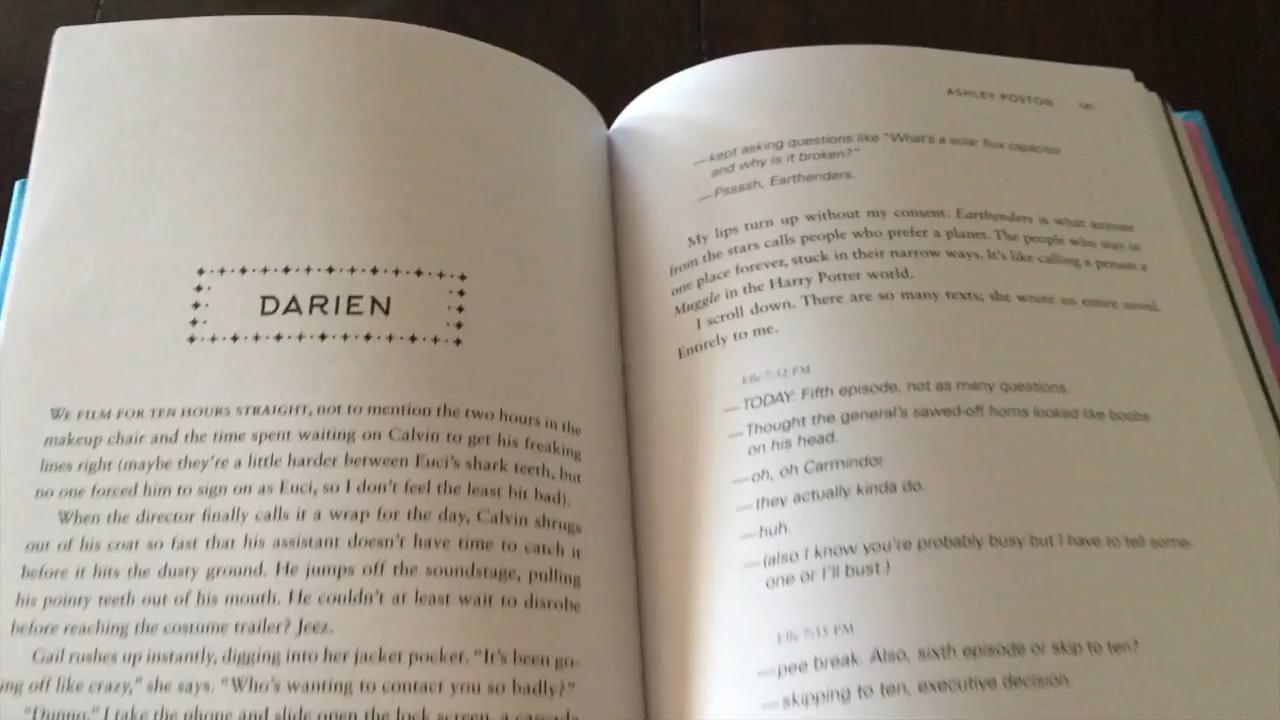 DARIEN
WE FILM FOR TEN HOURS STRAIGHT, not to mention the two hours in the
makeup chair and the time spent waiting on Calvin to get his freaking
lines right (maybe they're a little harder between Euci's shark teeth, but
no one forced him to sign on as Euci, so I don't feel the least bit bad).
When the director finally calls it a wrap for the day, Calvin shrugs
out of his coat so fast that his assistant doesn't have time to catch it
before it hits the dusty ground. He jumps off the soundstage, pulling
his pointy teeth out of his mouth. He couldn't at least wait to disrobe
before reaching the costume trailer? Jeez.
Gail rushes up instantly, digging into her jacket pocket. "It's been go-
ing off like crazy," she says. "Who's wanting to contact you so badly?"
"Dunno." I take the phone and slide open the lock screen, a cascade
ASHLEY POSTON
—kept asking questions like "What's a solar flux capacitor
and why is it broken?"
—Pssssh, Earthenders.
My lips turn up without my consent. Earthenders is what anyone
from the stars calls people who prefer a planet. The people who stay in
one place forever, stuck in their narrow ways. It's like calling a person a
Muggle in the Harry Potter world.
I scroll down. There are so many texts; she wrote an entire novel.
Entirely to me.
Elle 7:12 PM
—TODAY: Fifth episode, not as many questions.
—Thought the general's sawed-off horns looked like boobs
on his head.
—oh, oh Carmindor
—they actually kinda do.
—huh.
—(also I know you're probably busy but I have to tell some-
one or I'll bust.)
Elle 7:15 PM
—pee break. Also, sixth episode or skip to ten?
—skipping to ten, executive decision.